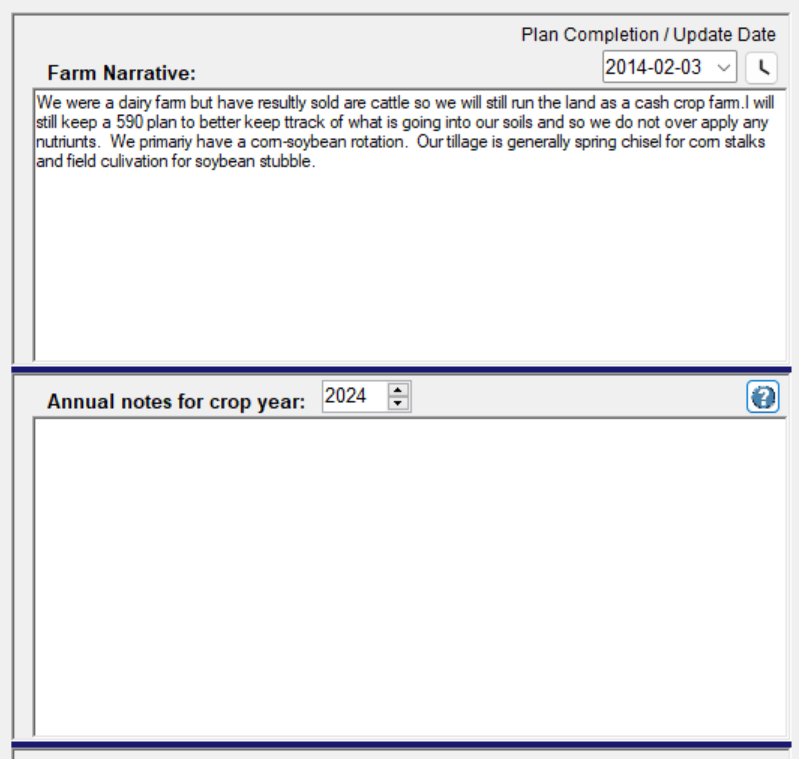 Plan Completion / Update Date
Farm Narrative:
2014-02-03
We were a dairy farm but have resultly sold are cattle so we will still run the land as a cash crop farm.I will
still keep a 590 plan to better keep ttrack of what is going into our soils and so we do not over apply any
nutriunts.  We primariy have a corn-soybean rotation.  Our tillage is generally spring chisel for corn stalks
and field culivation for soybean stubble.
Annual notes for crop year:
2024
?